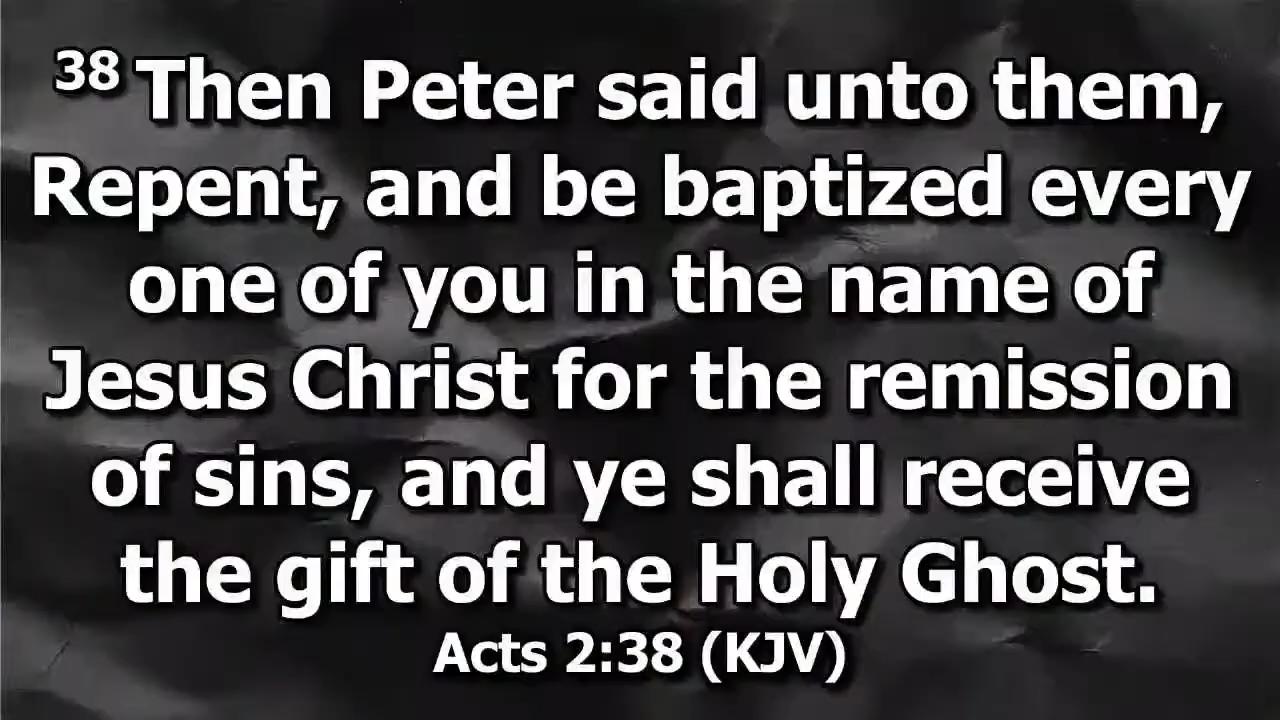 38 Then Peter said unto them,
Repent, and be baptized every
one of you in the name of
Jesus Christ for the remission
of sins, and ye shall receive
the gift of the Holy Ghost.
Acts 2:38 (KJV)